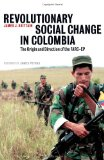 REVOLUTIONARY
SOCIAL CHANGE
IN COLOMBIA
The Origin and Direction of the FARC-EP